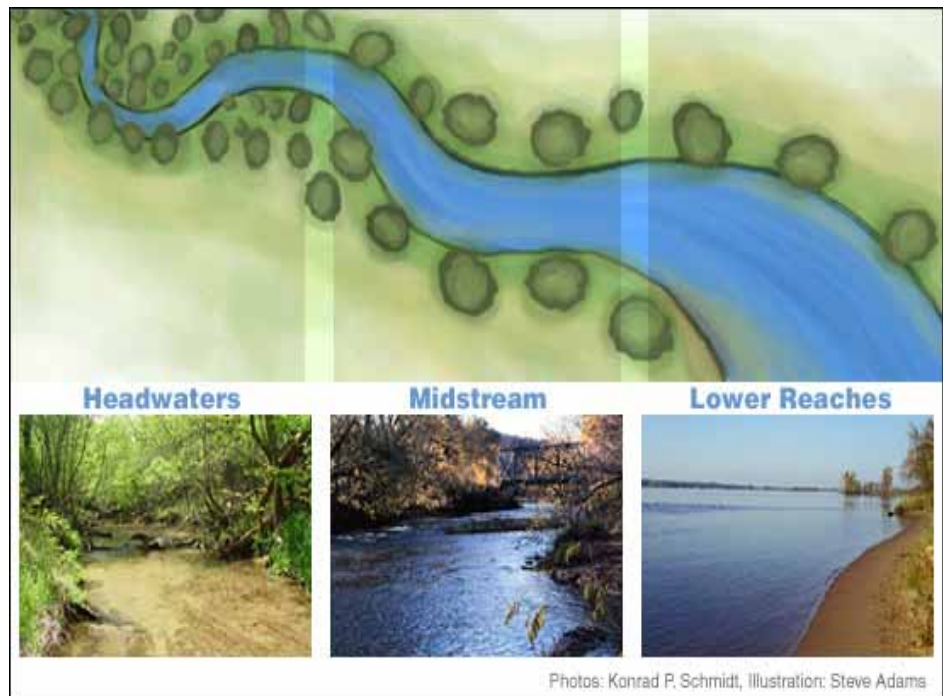 Headwaters
Midstream
Lower Reaches
Photos: Konrad P. Schmidt, Illustration: Steve Adams